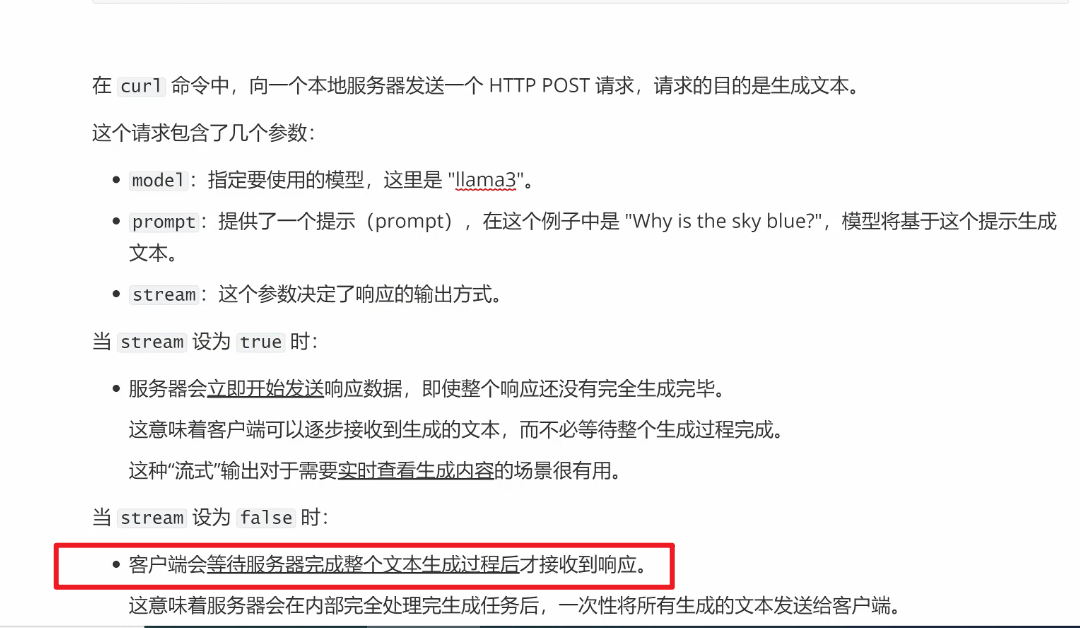 在 curl 命令中，向一个本地服务器发送一个 HTTP POST 请求，请求的目的是生成文本。
这个请求包含了几个参数：
• model：指定要使用的模型，这里是 "llama3"。
• prompt：提供了一个提示（prompt），在这个例子中是 "Why is the sky blue?"，模型将基于这个提示生成
文本。
• stream：这个参数决定了响应的输出方式。
当 stream 设为 true 时：
• 服务器会立即开始发送响应数据，即使整个响应还没有完全生成完毕。
这意味着客户端可以逐步接收到生成的文本，而不必等待整个生成过程完成。
这种“流式”输出对于需要实时查看生成内容的场景很有用。
当 stream 设为 false 时：
• 客户端会等待服务器完成整个文本生成过程后才接收到响应。
这意味着服务器会在内部完全处理完生成任务后，一次性将所有生成的文本发送给客户端。